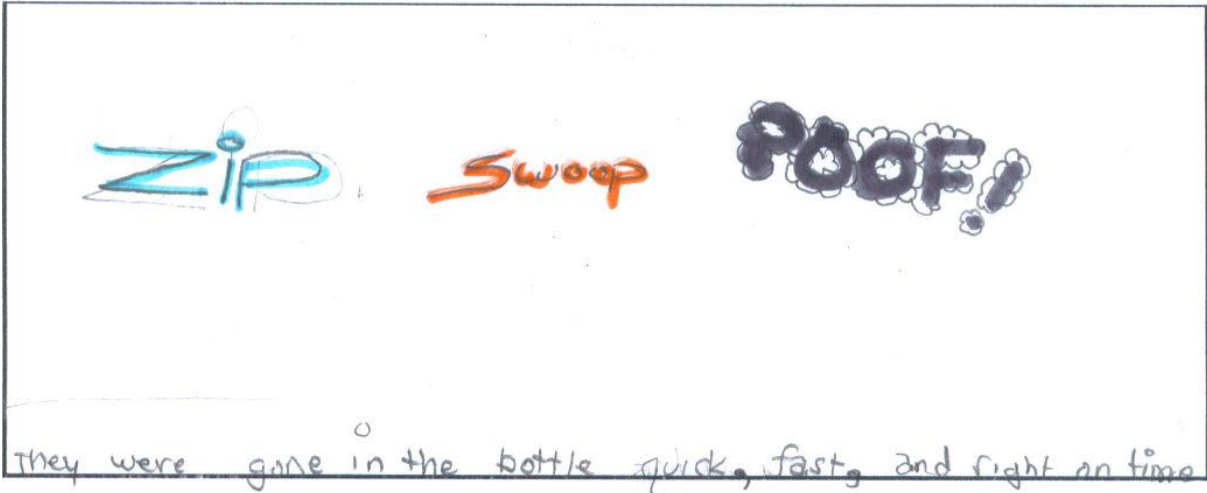 Zip Swoop POOF!
They were gone in the bottle quick, fast, and right on time